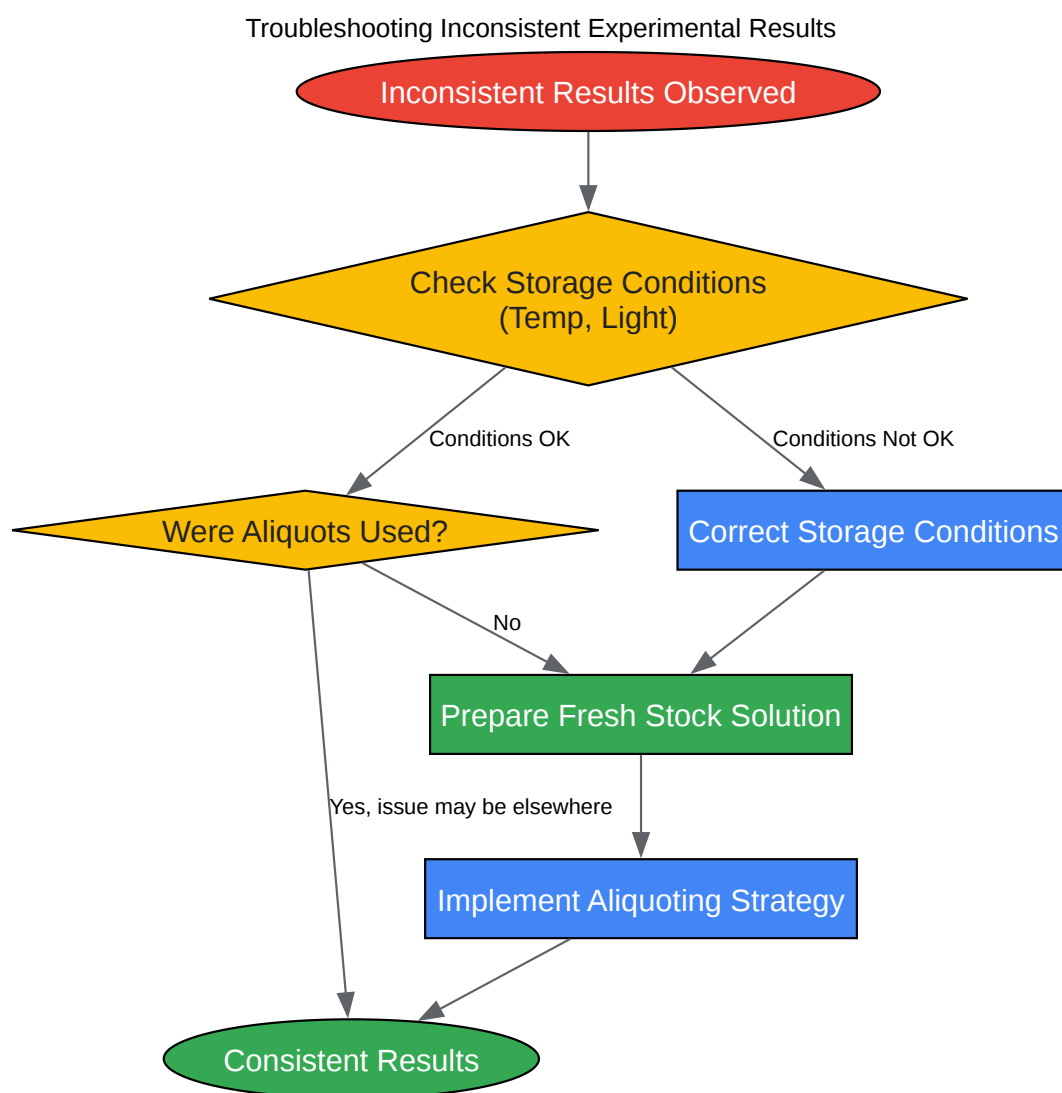 Troubleshooting Inconsistent Experimental Results
Inconsistent Results Observed
Check Storage Conditions
(Temp, Light)
Conditions OK
Conditions Not OK
Were Aliquots Used?
Correct Storage Conditions
No
Prepare Fresh Stock Solution
Yes, issue may be elsewhere
Implement Aliquoting Strategy
Consistent Results